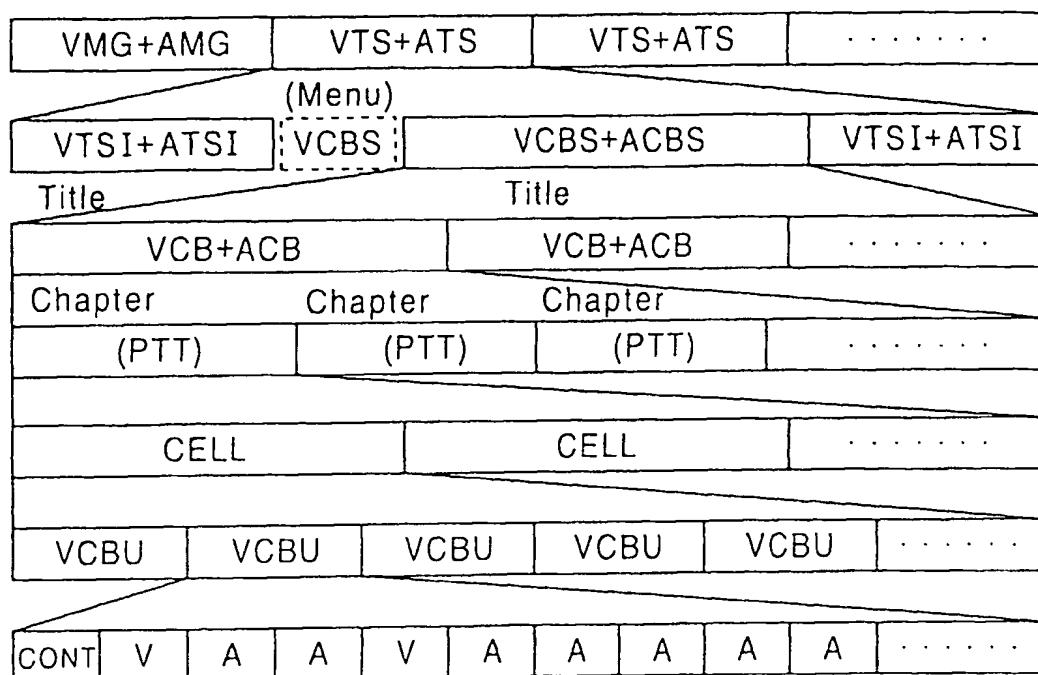 VMG+AMG VTS+ATS VTS+ATS .......
(Menu)
VTSI+ATSI VCBS VCBS+ACBS VTSI+ATSI
Title Title
VCB+ACB VCB+ACB .......
Chapter Chapter Chapter
(PTT) (PTT) (PTT) .......
CELL CELL .......
VCBU VCBU VCBU VCBU VCBU ......
CONT V A A V A A A A A ......